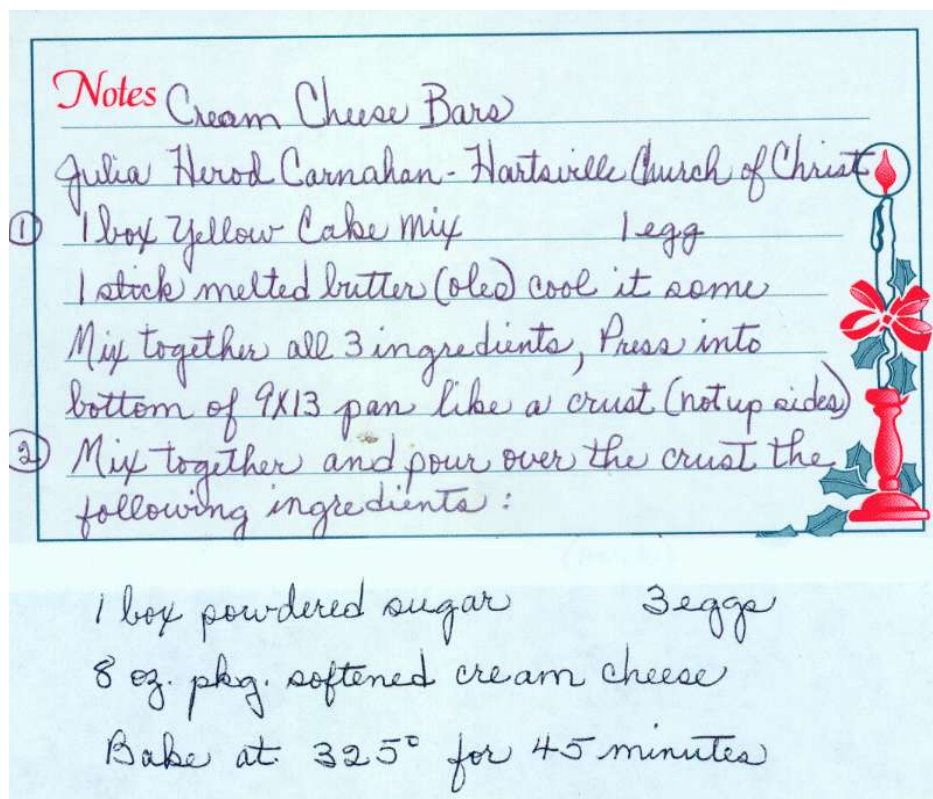 Notes Cream Cheese Bars
Julia Herod Carnahan - Hartsville Church of Christ
① 1 box Yellow Cake Mix 1 egg
1 stick melted butter (oleo) cool it some
Mix together all 3 ingredients, Press into
bottom of 9X13 pan like a crust (not up sides)
② Mix together and pour over the crust the
following ingredients:
1 box powdered sugar 3 eggs
8 oz. pkg. softened cream cheese
Bake at 325° for 45 minutes